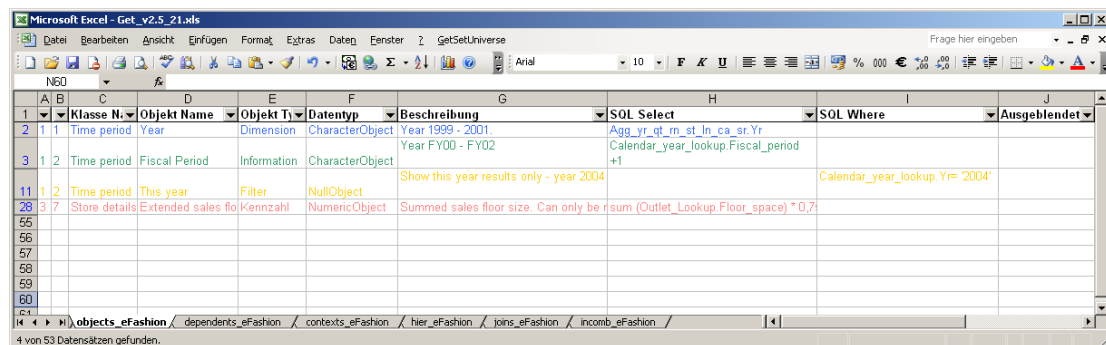 Microsoft Excel - Get_v2.5_21.xls
Datei Bearbeiten Ansicht Einfügen Format Extras Daten Fenster ? GetSetUniverse Frage hier eingeben
Arial 10 F K U % 000 €
N60 fx
A B C D E F G H I J
1 Klasse Na Objekt Name Objekt Ty Datentyp Beschreibung SQL Select SQL Where Ausgeblendet
2 1 1 Time period Year Dimension CharacterObject Year 1999 - 2001. Agg_yr_qt_rn_st_ln_ca_sr.Yr
Year FY00 - FY02 Calendar_year_lookup.Fiscal_period
3 1 2 Time period Fiscal Period Information CharacterObject +1
Show this year results only - year 2004 Calendar_year_lookup.Yr= '2004'
11 1 2 Time period This year Filter NullObject
28 3 7 Store details Extended sales flo Kennzahl NumericObject Summed sales floor size. Can only be r sum (Outlet_Lookup.Floor_space) * 0,7
55
56
57
58
59
60
61
objects_eFashion dependents_eFashion contexts_eFashion hier_eFashion joins_eFashion incomb_eFashion
4 von 53 Datensätzen gefunden.